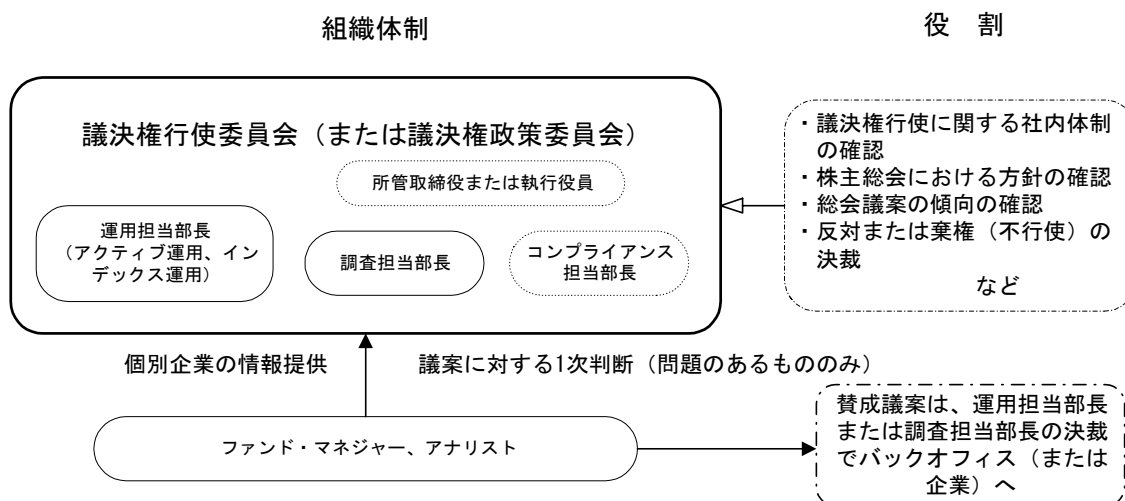 組織体制
役　割
議決権行使委員会（または議決権政策委員会）
所管取締役または執行役員
運用担当部長
（アクティブ運用、イン
デックス運用）
調査担当部長
コンプライアンス
担当部長
・議決権行使に関する社内体制
の確認
・株主総会における方針の確認
・総会議案の傾向の確認
・反対または棄権（不行使）の
決裁
など
個別企業の情報提供
議案に対する1次判断（問題のあるもののみ）
ファンド・マネジャー、アナリスト
賛成議案は、運用担当部長
または調査担当部長の決裁
でバックオフィス（または
企業）へ